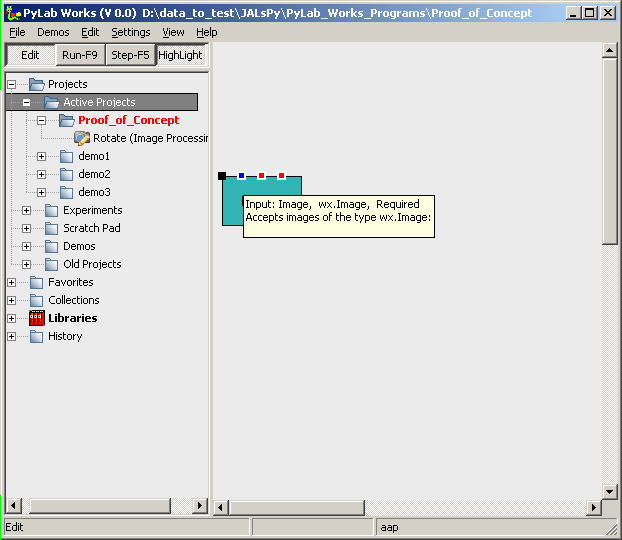 PyLab Works (V 0.0) D:\data_to_test\JALsPy\PyLab_Works_Programs\Proof_of_Concept
File Demos Edit Settings View Help
Edit Run-F9 Step-F5 HighLight
Projects
Active Projects
Proof_of_Concept
Rotate (Image Processin
demo1
demo2
demo3
Experiments
Scratch Pad
Demos
Old Projects
Favorites
Collections
Libraries
History
Input: Image, wx.Image, Required
Accepts images of the type wx.Image:
Edit aap